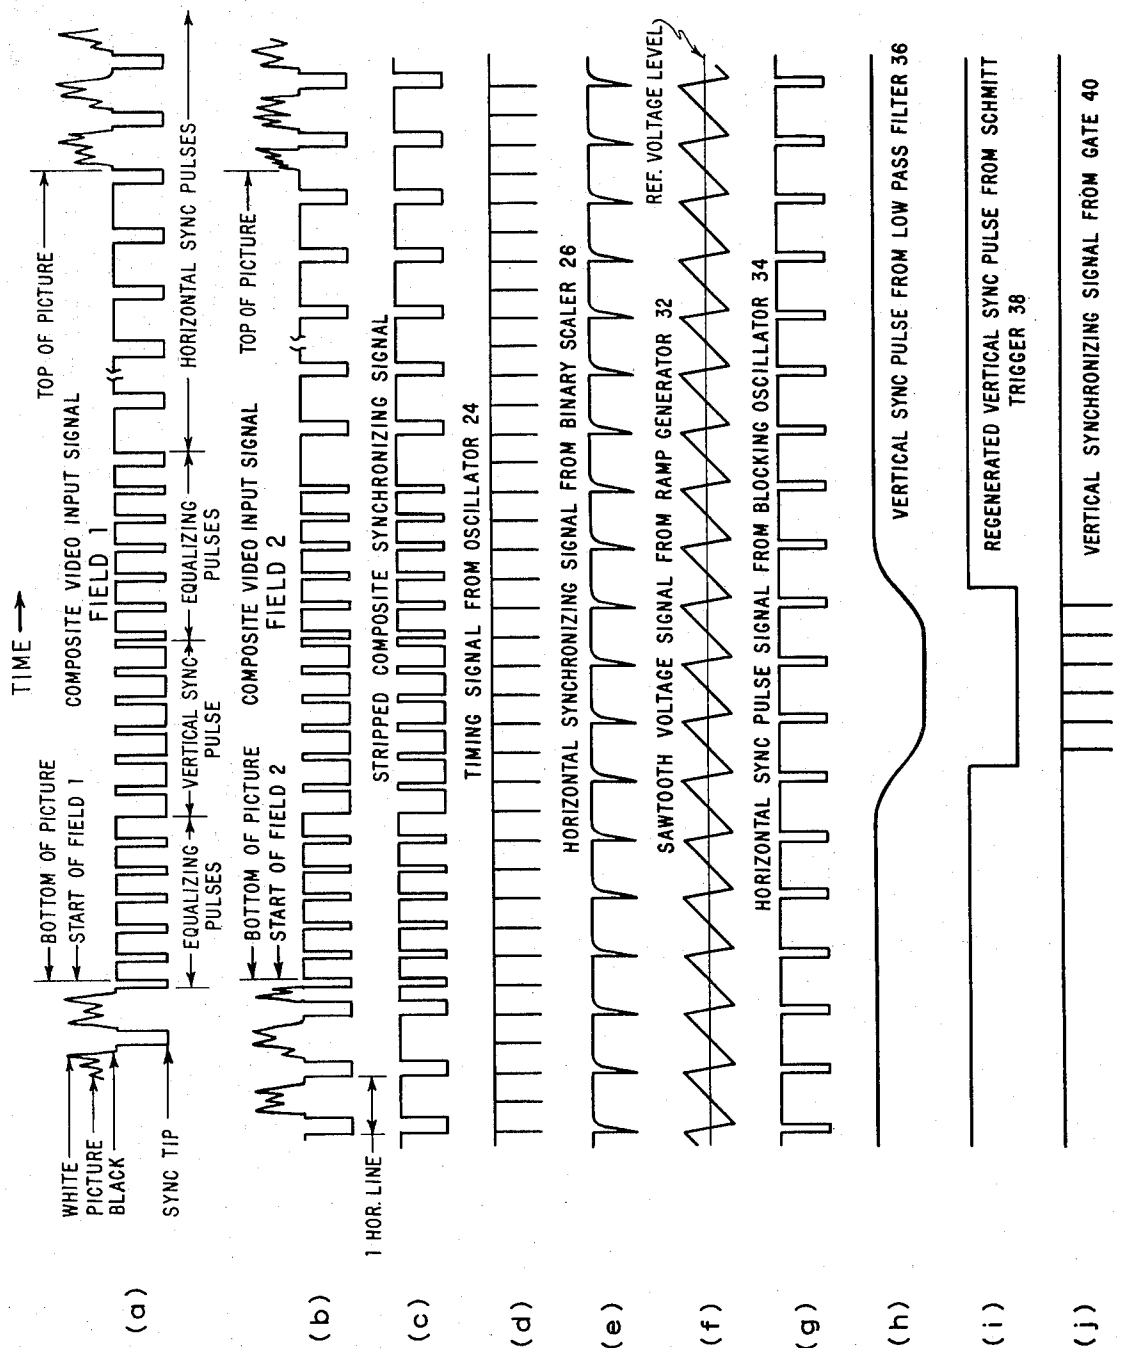 TIME
(a)
WHITE
PICTURE
BLACK
SYNC TIP
BOTTOM OF PICTURE
START OF FIELD 1
COMPOSITE VIDEO INPUT SIGNAL
FIELD 1
TOP OF PICTURE
EQUALIZING
PULSES
VERTICAL SYNC
PULSE
EQUALIZING
PULSES
HORIZONTAL SYNC PULSES
(b)
BOTTOM OF PICTURE
START OF FIELD 2
COMPOSITE VIDEO INPUT SIGNAL
FIELD 2
TOP OF PICTURE
1 HOR. LINE
(c)
STRIPPED COMPOSITE SYNCHRONIZING SIGNAL
(d)
TIMING SIGNAL FROM OSCILLATOR 24
(e)
HORIZONTAL SYNCHRONIZING SIGNAL FROM BINARY SCALER 26
(f)
SAWTOOTH VOLTAGE SIGNAL FROM RAMP GENERATOR 32
REF. VOLTAGE LEVEL
(g)
HORIZONTAL SYNC PULSE SIGNAL FROM BLOCKING OSCILLATOR 34
(h)
VERTICAL SYNC PULSE FROM LOW PASS FILTER 36
(i)
REGENERATED VERTICAL SYNC PULSE FROM SCHMITT
TRIGGER 38
(j)
VERTICAL SYNCHRONIZING SIGNAL FROM GATE 40